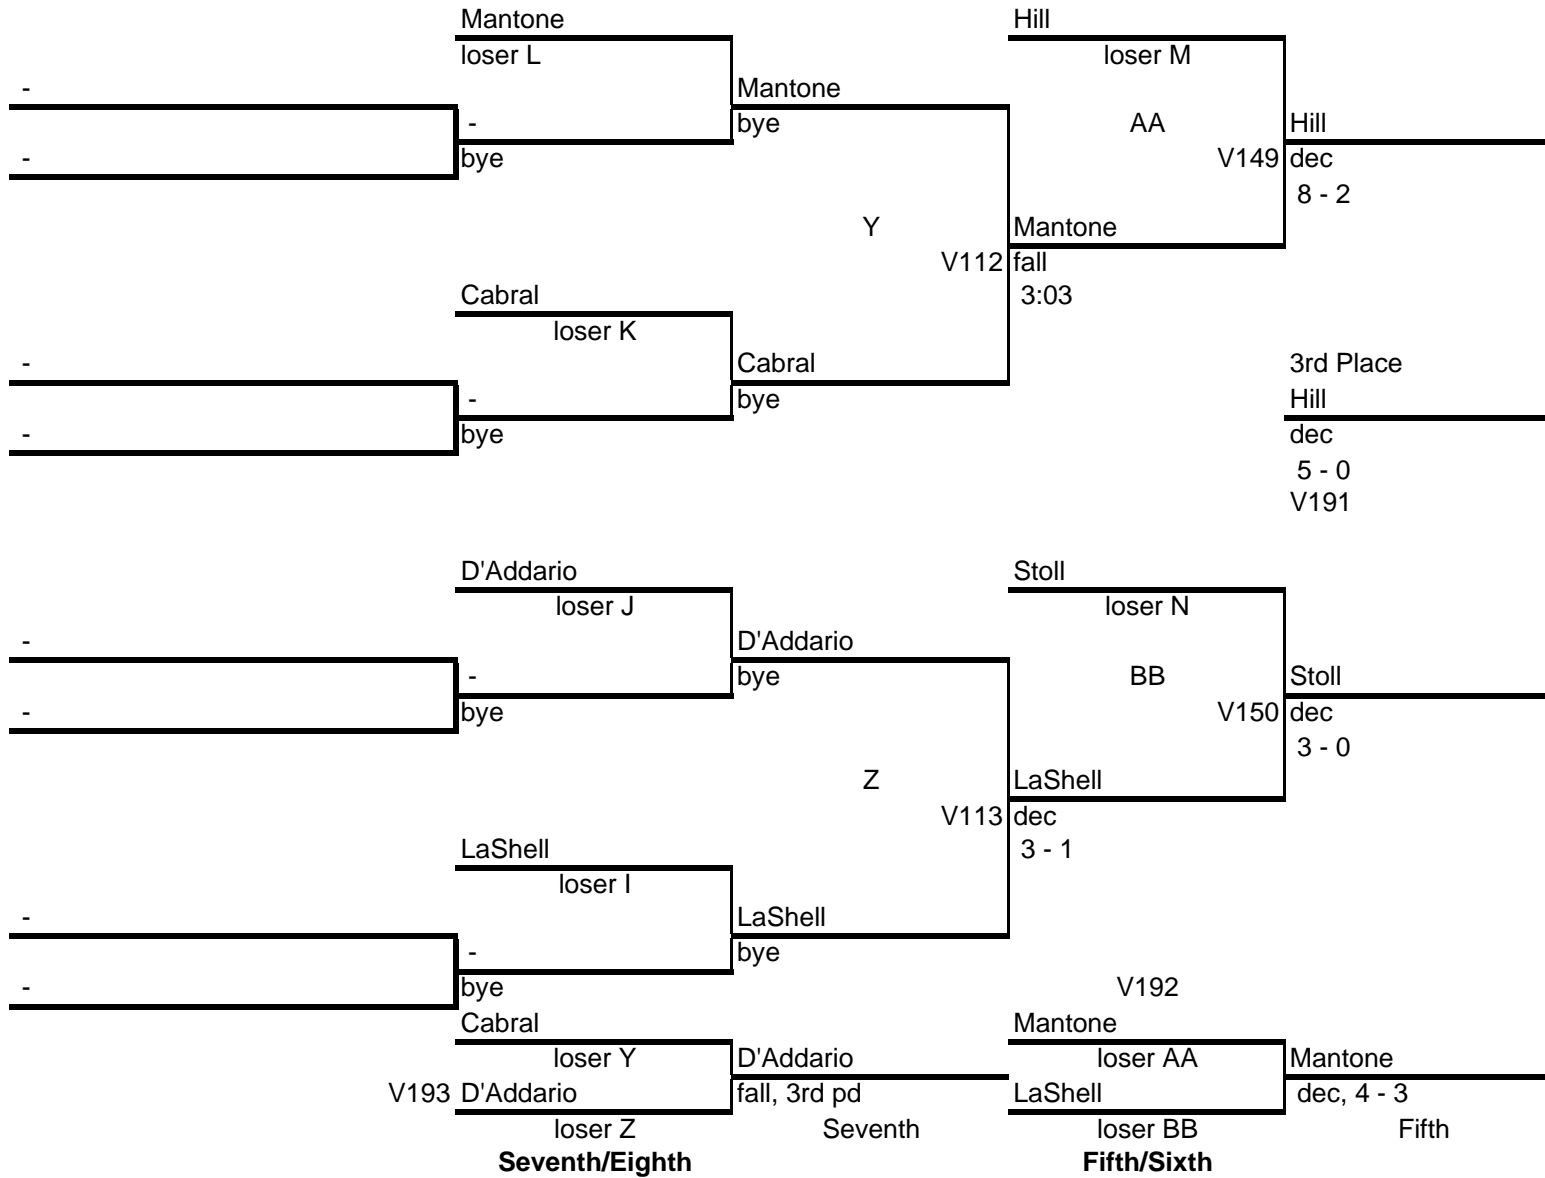 Mantone Hill
loser L loser M
- Mantone
- bye AA Hill
- bye V149 dec
8 - 2
Y Mantone
V112 fall
Cabral 3:03
loser K
- Cabral 3rd Place
- bye Hill
- bye dec
5 - 0
V191
D'Addario Stoll
loser J loser N
- D'Addario
- bye BB Stoll
- bye V150 dec
3 - 0
Z LaShell
V113 dec
LaShell 3 - 1
loser I
- LaShell
- bye
- bye V192
Cabral Mantone
loser Y D'Addario loser AA Mantone
V193 D'Addario fall, 3rd pd LaShell dec, 4 - 3
loser Z Seventh loser BB Fifth
Seventh/Eighth Fifth/Sixth